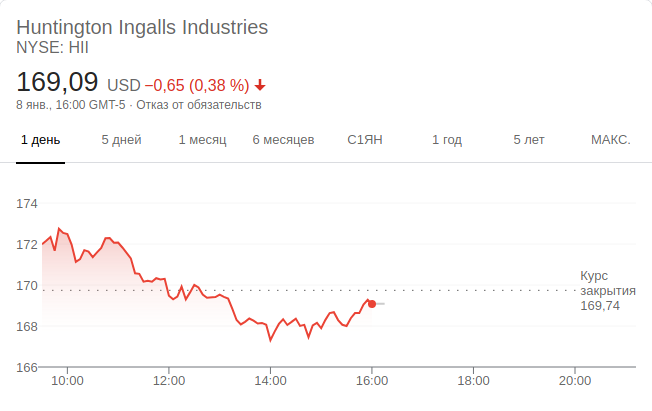 Huntington Ingalls Industries
NYSE: HII
169,09 USD −0,65 (0,38 %)
8 янв., 16:00 GMT-5 · Отказ от обязательств
1 день 5 дней 1 месяц 6 месяцев С1ЯН 1 год 5 лет МАКС.
174
172
170
168
166
Курс
закрытия
169,74
10:00 12:00 14:00 16:00 18:00 20:00